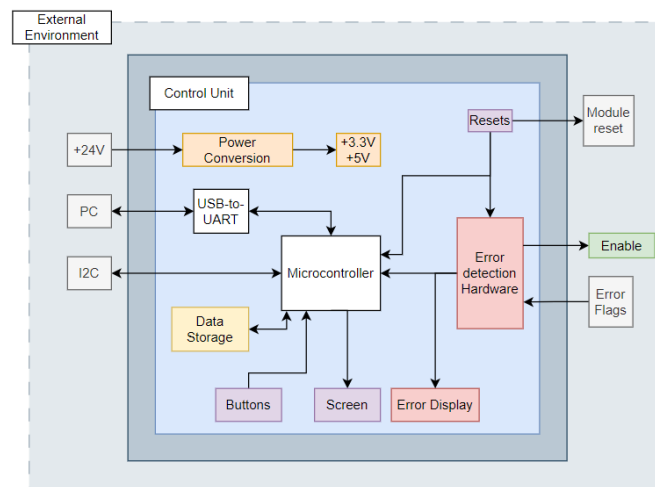 External
Environment
Control Unit
Resets
Module
reset
+24V
Power
Conversion
+3.3V
+5V
PC
USB-to-
UART
Microcontroller
Error
detection
Hardware
Enable
I2C
Error
Flags
Data
Storage
Buttons
Screen
Error Display